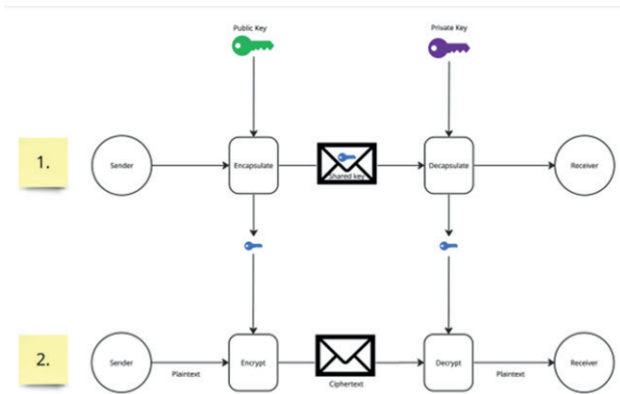 Public Key
Private Key
1.
Sender
Encapsulate
Shared key
Decapsulate
Receiver
2.
Sender
Plaintext
Encrypt
Ciphertext
Decrypt
Plaintext
Receiver